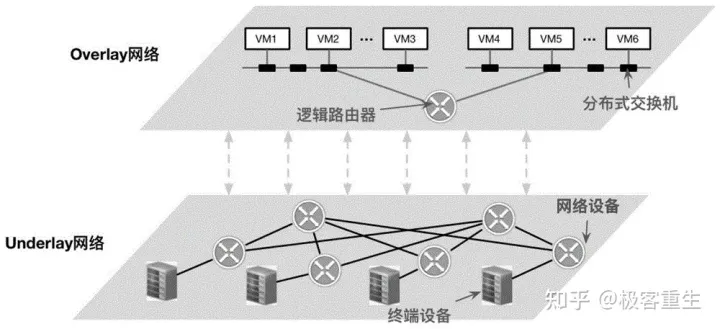 VM1 VM2 ... VM3 VM4 VM5 ... VM6
Overlay网络
逻辑路由器
分布式交换机
网络设备
Underlay网络
终端设备
知乎 @极客重生